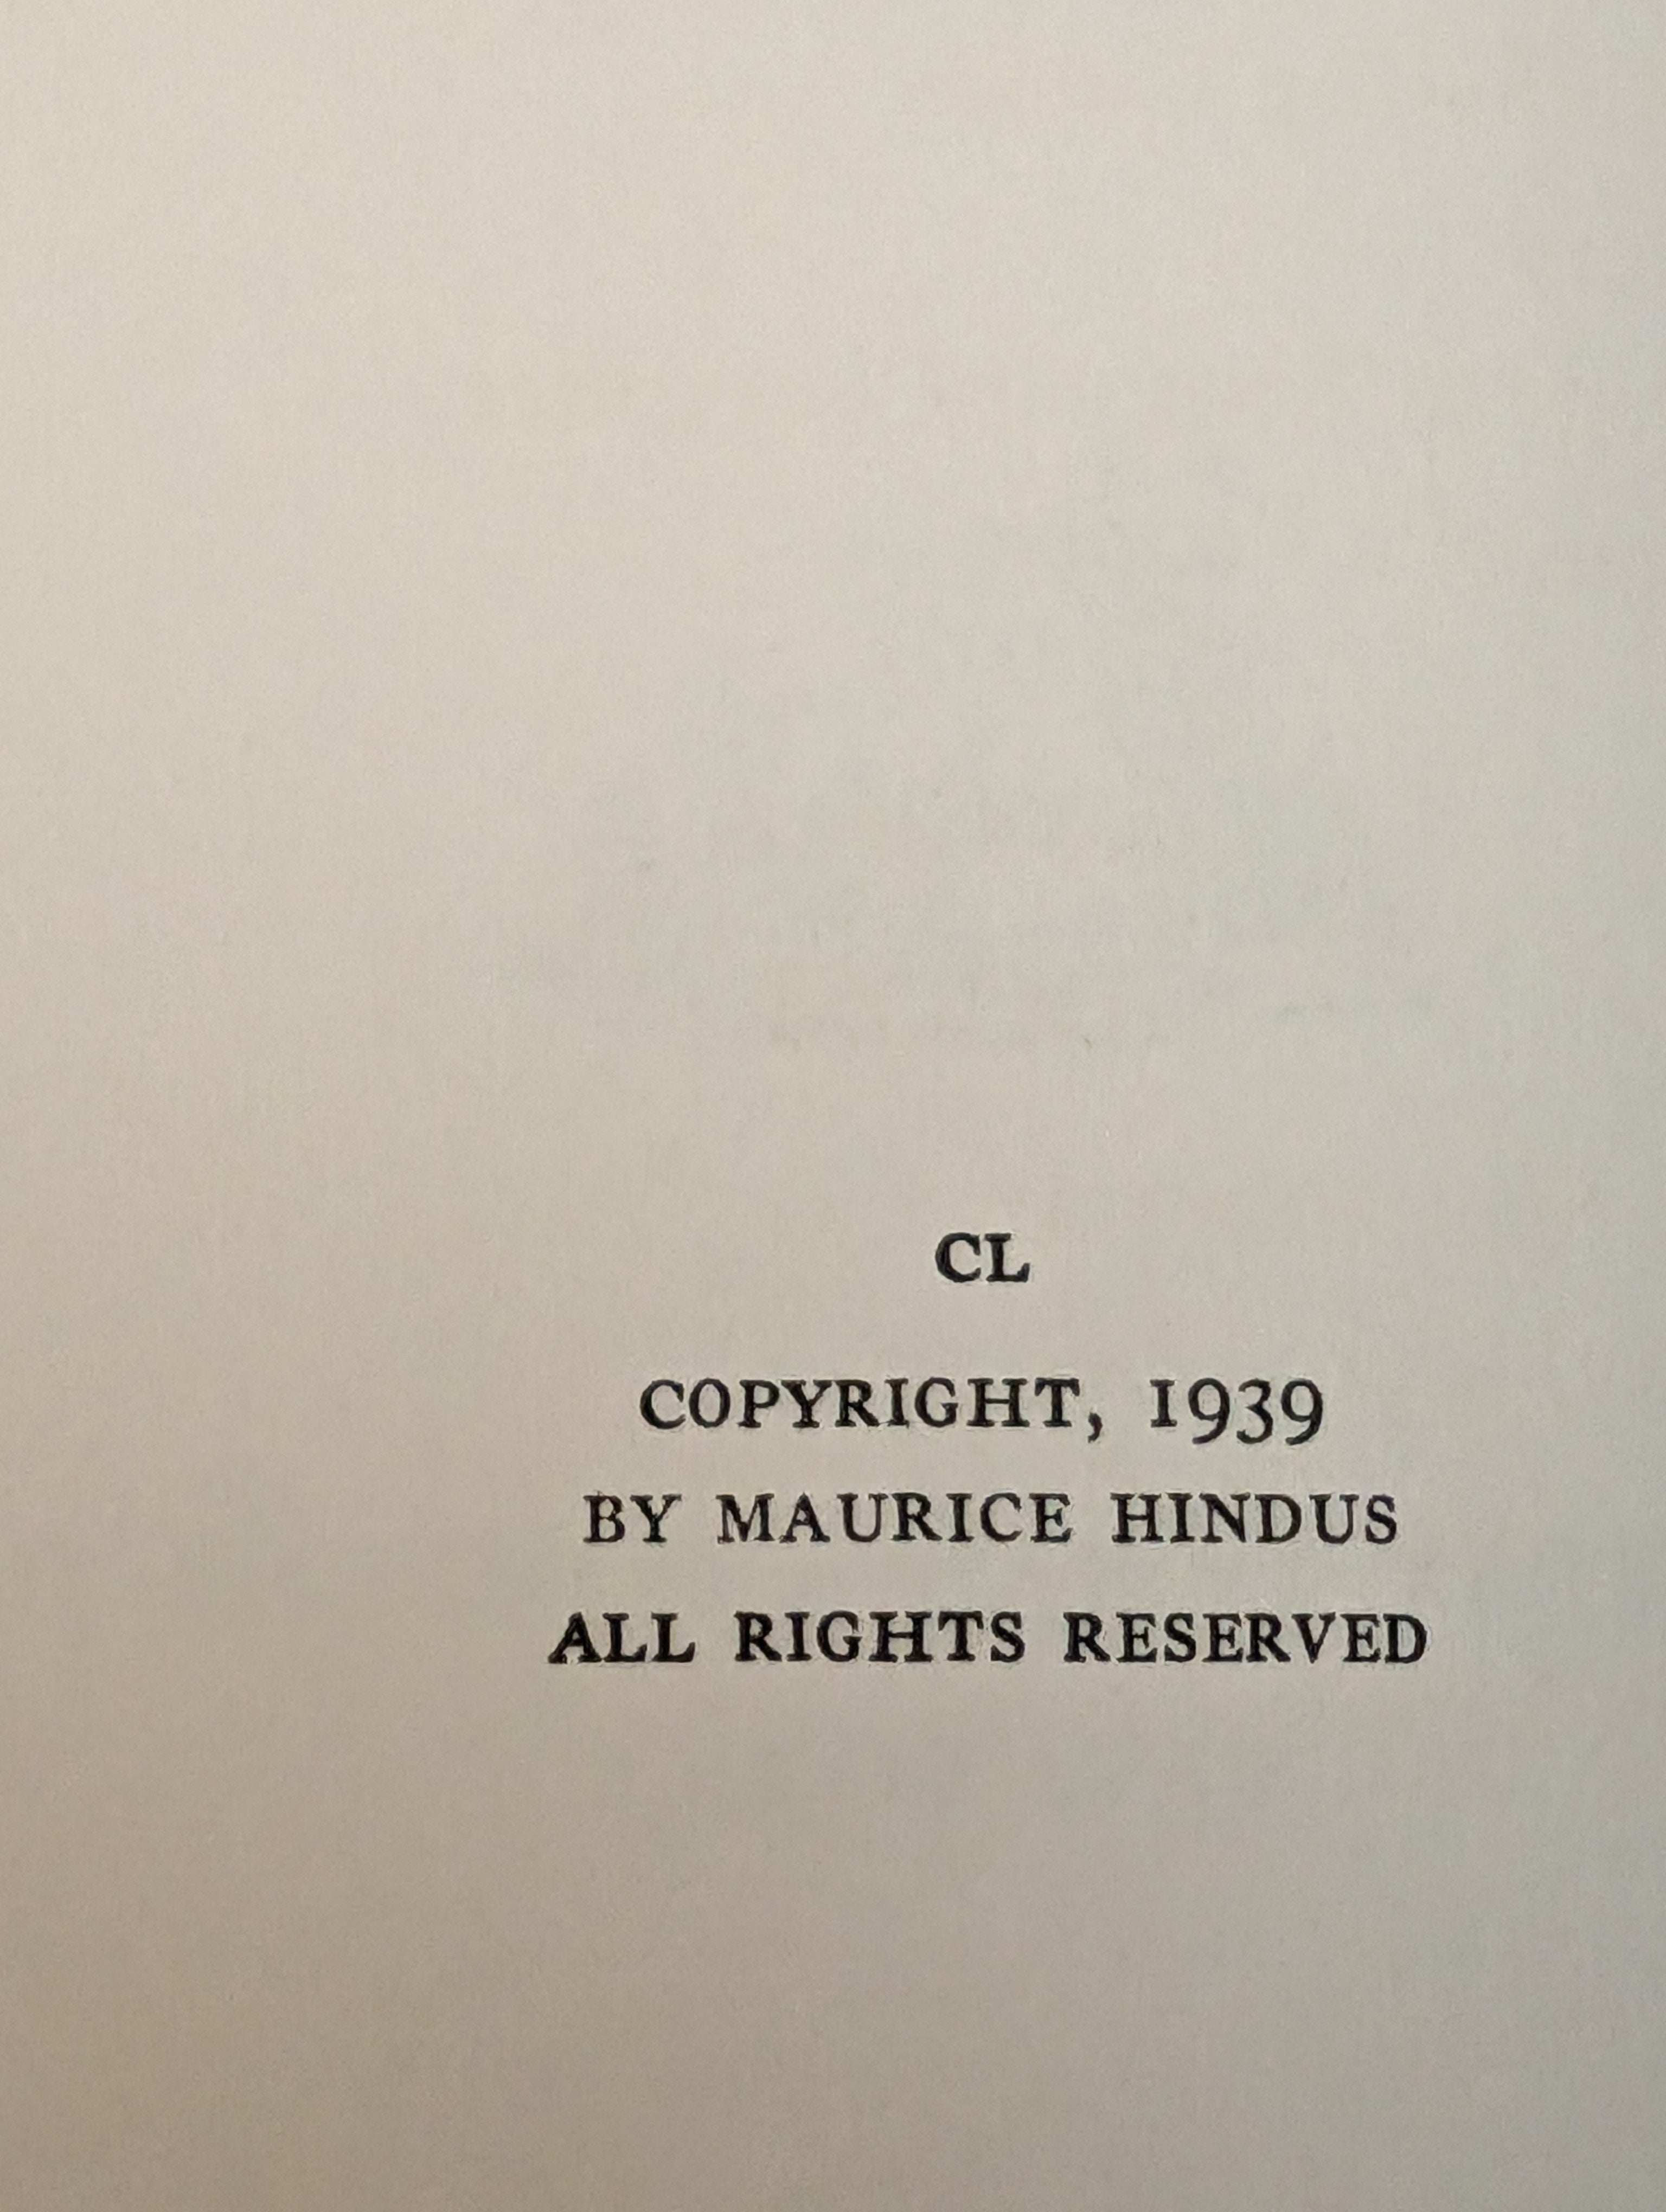 CL
COPYRIGHT, 1939
BY MAURICE HINDUS
ALL RIGHTS RESERVED